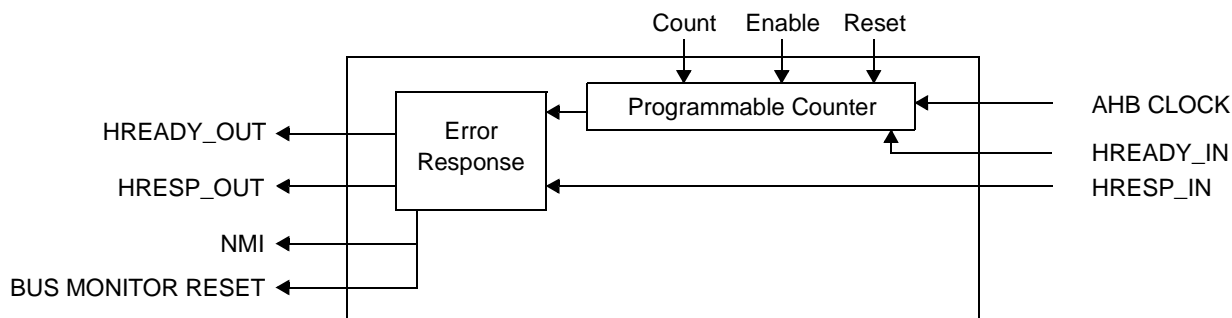 Count Enable Reset
Programmable Counter
AHB CLOCK
Error
Response
HREADY_OUT
HREADY_IN
HRESP_OUT
HRESP_IN
NMI
BUS MONITOR RESET